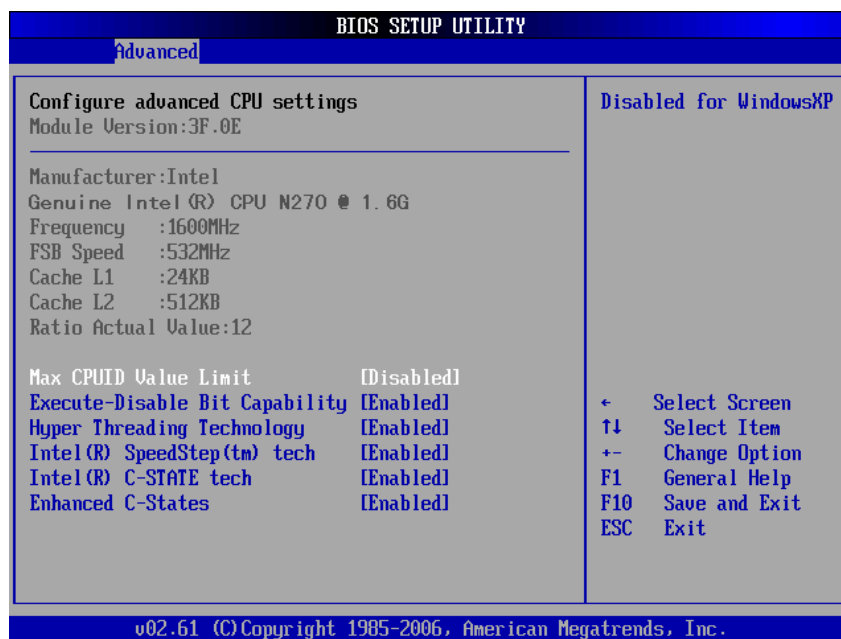 BIOS SETUP UTILITY
Advanced
Configure advanced CPU settings
Module Version:3F.0E
Manufacturer:Intel
Genuine Intel(R) CPU N270 @ 1.6G
Frequency :1600MHz
FSB Speed :532MHz
Cache L1 :24KB
Cache L2 :512KB
Ratio Actual Value:12
Max CPUID Value Limit [Disabled]
Execute-Disable Bit Capability [Enabled]
Hyper Threading Technology [Enabled]
Intel(R) SpeedStep(tm) tech [Enabled]
Intel(R) C-STATE tech [Enabled]
Enhanced C-States [Enabled]
Disabled for WindowsXP
← Select Screen
↑↓ Select Item
+- Change Option
F1 General Help
F10 Save and Exit
ESC Exit
v02.61 (C)Copyright 1985-2006, American Megatrends, Inc.